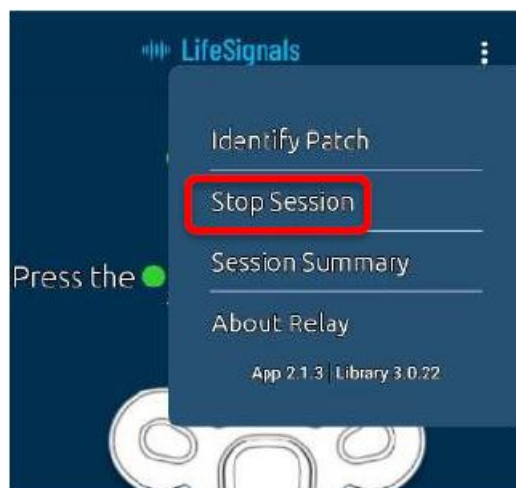 LifeSignals
Identify Patch
Stop Session
Session Summary
Press the
About Relay
App 2.1.3 | Library 3.0.22